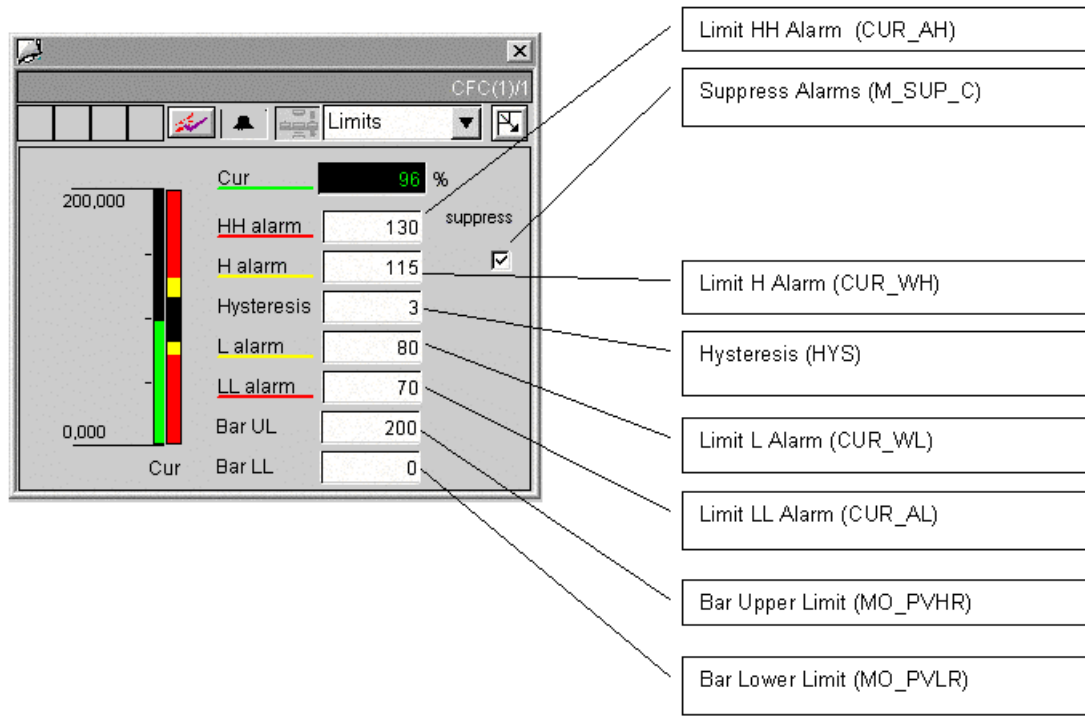 CFC(1)/1
Limits
200,000
0,000
Cur
Cur 96 %
HH alarm 130
suppress
H alarm 115
Hysteresis 3
L alarm 80
LL alarm 70
Bar UL 200
Bar LL 0
Limit HH Alarm (CUR_AH)
Suppress Alarms (M_SUP_C)
Limit H Alarm (CUR_WH)
Hysteresis (HYS)
Limit L Alarm (CUR_WL)
Limit LL Alarm (CUR_AL)
Bar Upper Limit (MO_PVHR)
Bar Lower Limit (MO_PVLR)